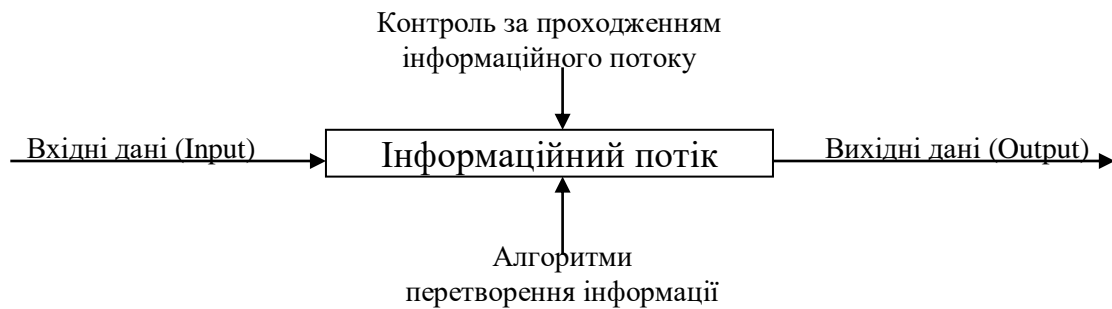 Контроль за проходженням
інформаційного потоку
Вхідні дані (Input)
Інформаційний потік
Вихідні дані (Output)
Алгоритми
перетворення інформації